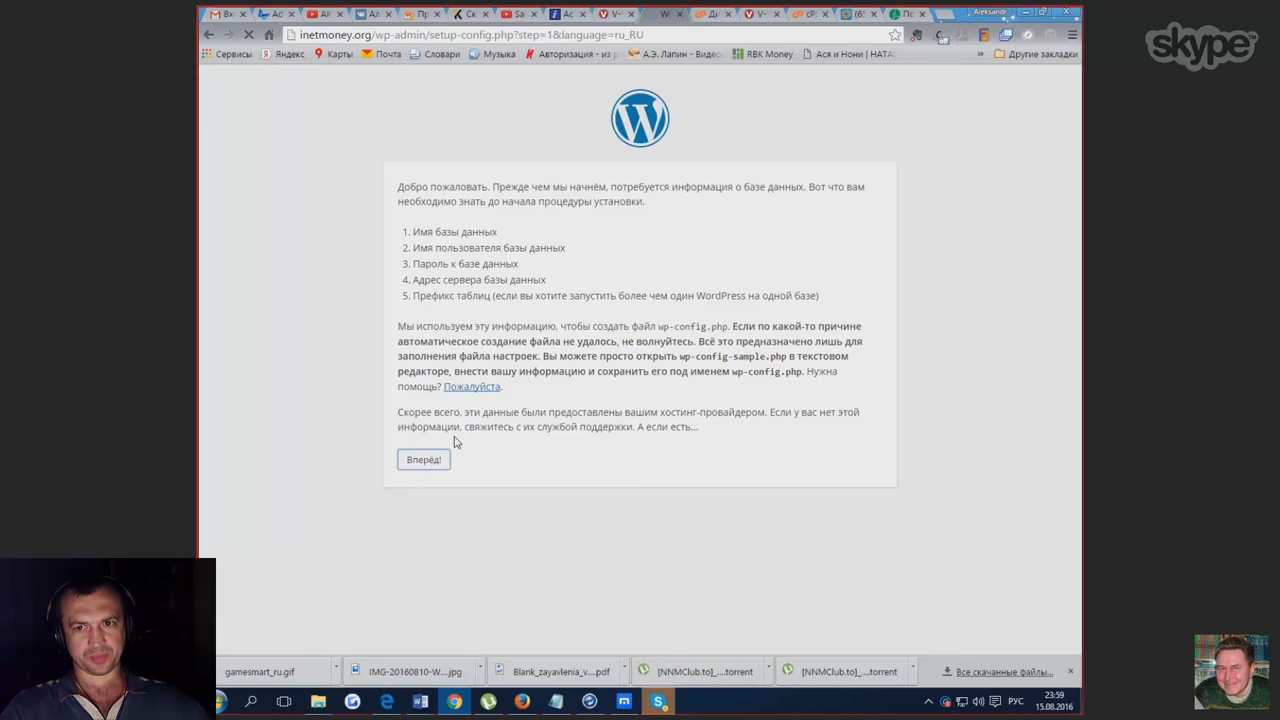 Aleksandr
inetmoney.org/wp-admin/setup-config.php?step=1&language=ru_RU
skype™
Сервисы Яндекс Карты Почта Словари Музыка Авторизация - из р А.Э. Лапин - Видео RBK Money Ася и Нони | НАТА » Другие закладки
Добро пожаловать. Прежде чем мы начнём, потребуется информация о базе данных. Вот что вам
необходимо знать до начала процедуры установки.
1. Имя базы данных
2. Имя пользователя базы данных
3. Пароль к базе данных
4. Адрес сервера базы данных
5. Префикс таблиц (если вы хотите запустить более чем один WordPress на одной базе)
Мы используем эту информацию, чтобы создать файл wp-config.php. Если по какой-то причине
автоматическое создание файла не удалось, не волнуйтесь. Всё это предназначено лишь для
заполнения файла настроек. Вы можете просто открыть wp-config-sample.php в текстовом
редакторе, внести вашу информацию и сохранить его под именем wp-config.php. Нужна
помощь? Пожалуйста.
Скорее всего, эти данные были предоставлены вашим хостинг-провайдером. Если у вас нет этой
информации, свяжитесь с их службой поддержки. А если есть...
Вперёд!
gamesmart_ru.gif IMG-20160810-W....jpg Blank_zayavlenia_v....pdf [NNMClub.to]_....torrent [NNMClub.to]_....torrent Все скачанные файлы...
РУС
23:59
15.08.2016